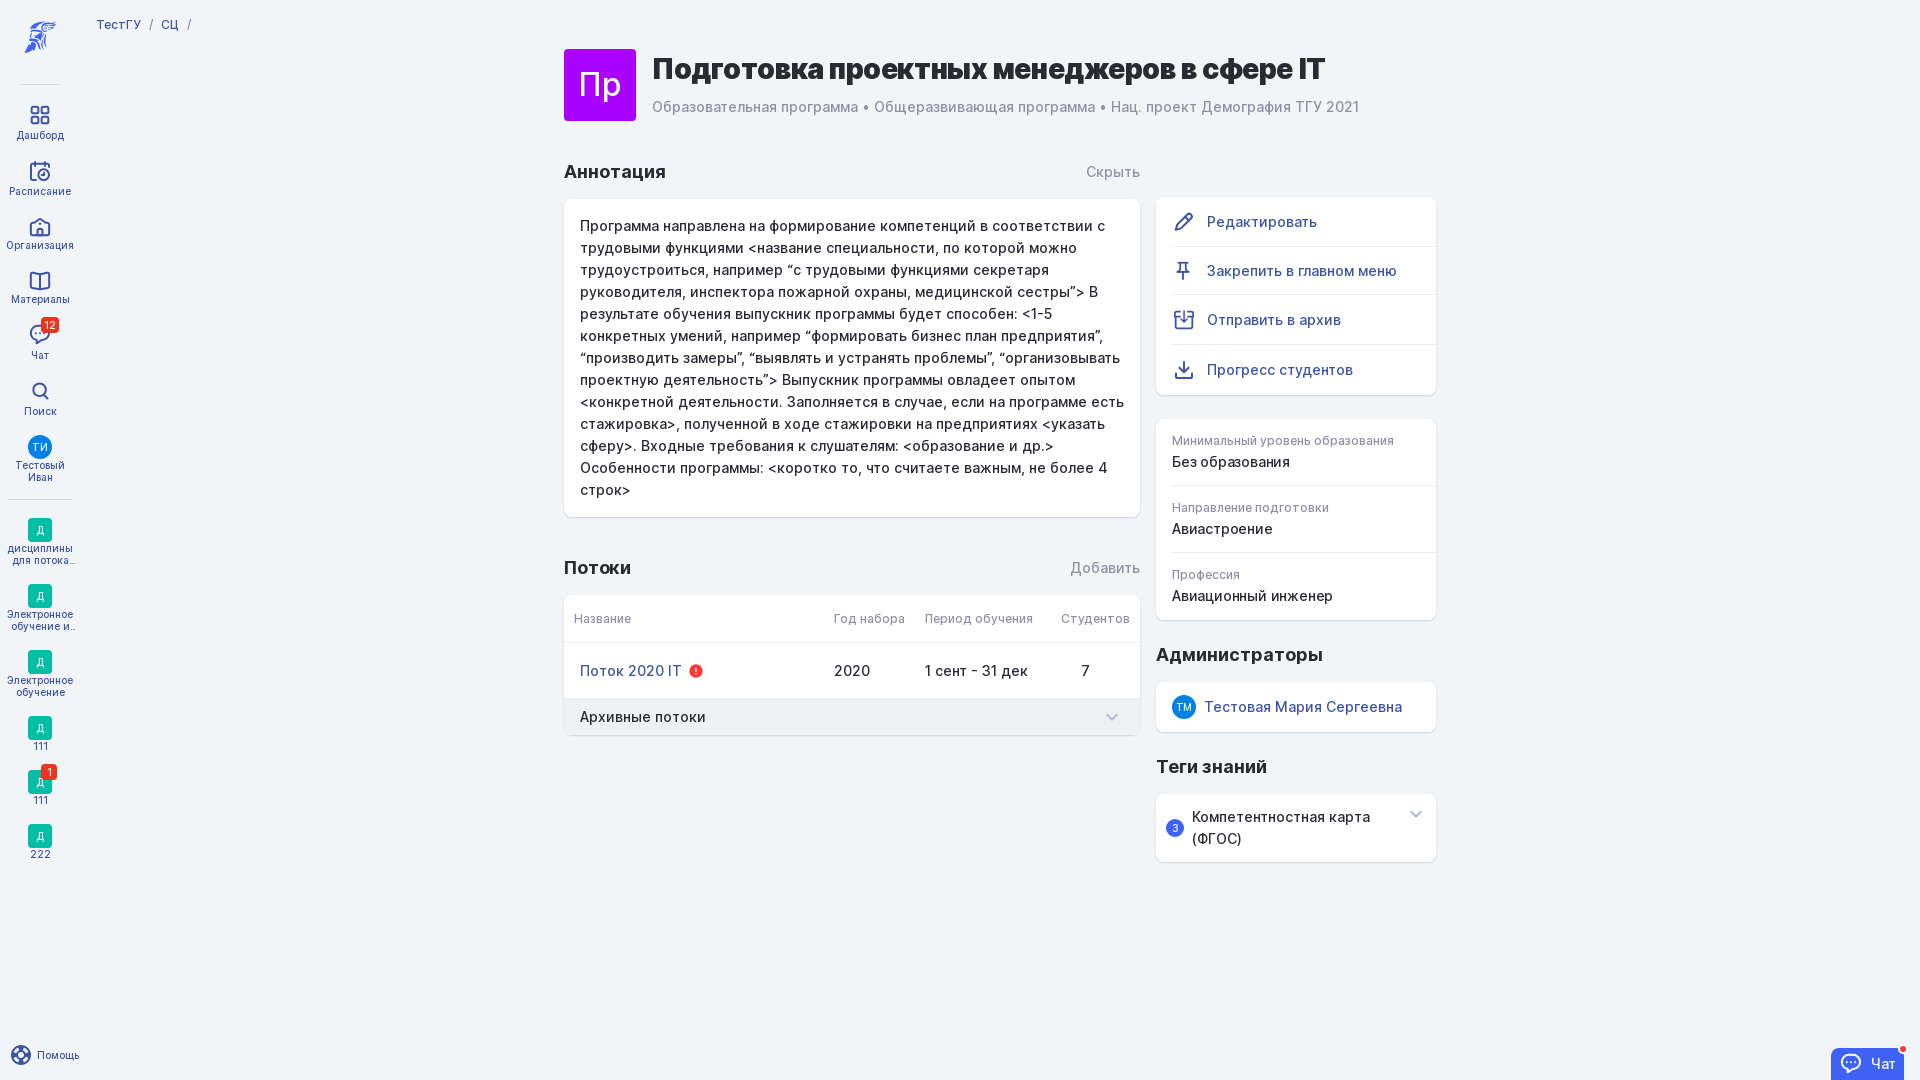 ТестГУ / СЦ /
Дашборд
Расписание
Организация
Материалы
12
Чат
Поиск
ТИ
Тестовый
Иван
Д
дисциплины
для потока...
Д
Электронное
обучение и...
Д
Электронное
обучение
Д
111
Д 1
111
Д
222
Помощь
Пр
Подготовка проектных менеджеров в сфере IT
Образовательная программа • Общеразвивающая программа • Нац. проект Демография ТГУ 2021
Аннотация Скрыть
Программа направлена на формирование компетенций в соответствии с
трудовыми функциями <название специальности, по которой можно
трудоустроиться, например “с трудовыми функциями секретаря
руководителя, инспектора пожарной охраны, медицинской сестры”> В
результате обучения выпускник программы будет способен: <1-5
конкретных умений, например “формировать бизнес план предприятия”,
“производить замеры”, “выявлять и устранять проблемы”, “организовывать
проектную деятельность”> Выпускник программы овладеет опытом
<конкретной деятельности. Заполняется в случае, если на программе есть
стажировка>, полученной в ходе стажировки на предприятиях <указать
сферу>. Входные требования к слушателям: <образование и др.>
Особенности программы: <коротко то, что считаете важным, не более 4
строк>
Потоки Добавить
Название Год набора Период обучения Студентов
Поток 2020 IT 2020 1 сент - 31 дек 7
Архивные потоки
Редактировать
Закрепить в главном меню
Отправить в архив
Прогресс студентов
Минимальный уровень образования
Без образования
Направление подготовки
Авиастроение
Профессия
Авиационный инженер
Администраторы
ТМ Тестовая Мария Сергеевна
Теги знаний
3 Компетентностная карта
(ФГОС)
Чат